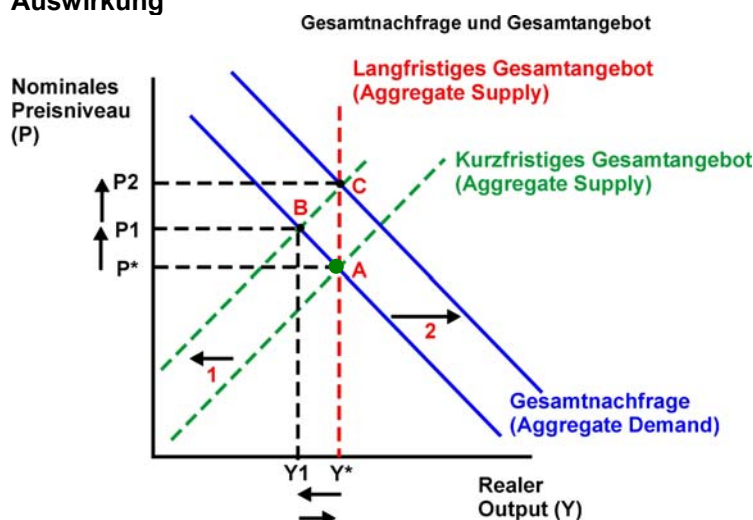 Auswirkung
Gesamtnachfrage und Gesamtangebot
Langfristiges Gesamtangebot
(Aggregate Supply)
Nominales
Preisniveau
(P)
Kurzfristiges Gesamtangebot
(Aggregate Supply)
P2
C
B
P1
P*
A
2
1
Gesamtnachfrage
(Aggregate Demand)
Y1
Y*
Realer
Output (Y)